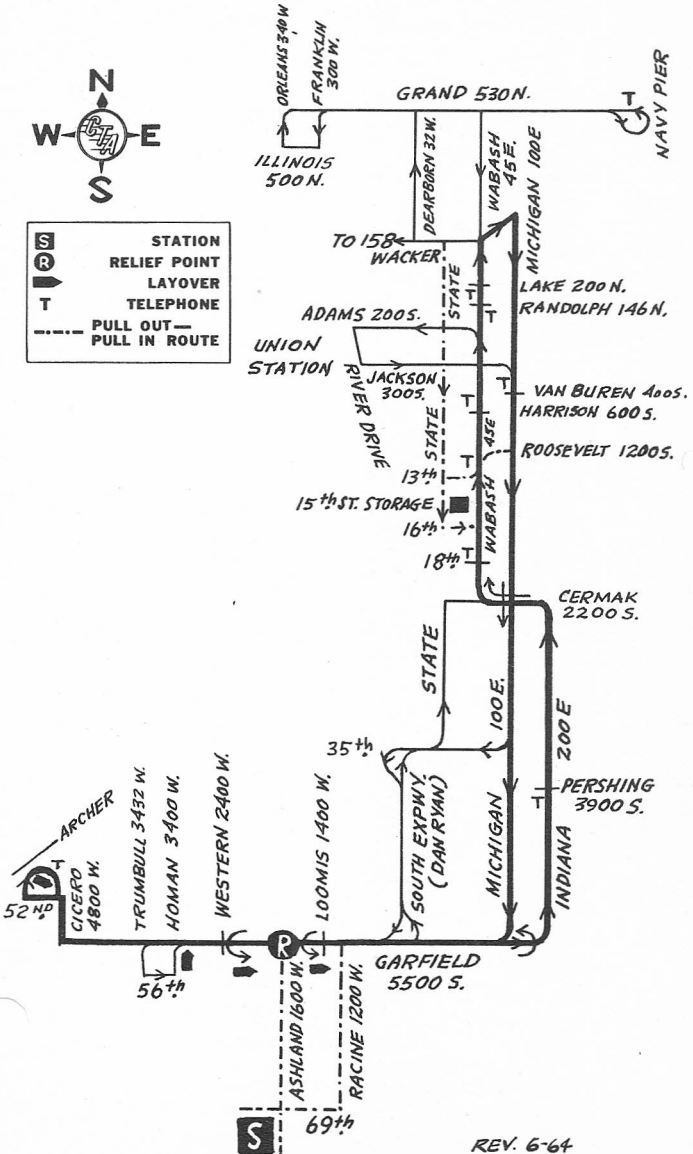 N
W
E
S
CTA
S STATION
R RELIEF POINT
LAYOVER
T TELEPHONE
PULL OUT—
PULL IN ROUTE
ORLEANS 340W
FRANKLIN
300 W.
GRAND 530 N.
T
NAVY PIER
ILLINOIS
500 N.
DEARBORN 32W.
WABASH
45 E.
MICHIGAN 100E
TO 158
WACKER
STATE
LAKE 200 N.
T
RANDOLPH 146 N.
T
ADAMS 200 S.
UNION
STATION
JACKSON
300 S.
RIVER DRIVE
T
VAN BUREN 400 S.
T
HARRISON 600 S.
STATE
45E
T
ROOSEVELT 1200 S.
13th
15th ST. STORAGE
WABASH
16th
T
18th
CERMAK
2200 S.
STATE
100 E.
200 E
35th
PERSHING
3900 S.
T
SOUTH EXPWY.
(DAN RYAN)
MICHIGAN
INDIANA
ARCHER
T
52ND
CICERO
4800 W.
TRUMBULL 3432 W.
HOMAN 3400 W.
WESTERN 2400 W.
LOOMIS 1400 W.
R
56th
GARFIELD
5500 S.
ASHLAND 1600 W.
RACINE 1200 W.
S
69th
REV. 6-64